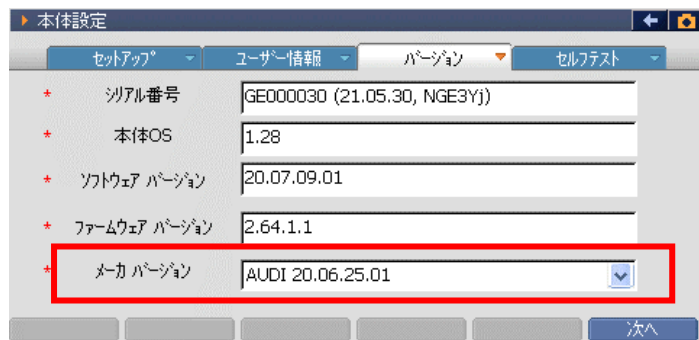 本体設定
セットアップ ユーザー情報 バージョン セルフテスト
* シリアル番号 GE000030 (21.05.30, NGE3Yj)
* 本体OS 1.28
* ソフトウェア バージョン 20.07.09.01
* ファームウェア バージョン 2.64.1.1
* メーカ バージョン AUDI 20.06.25.01
次へ